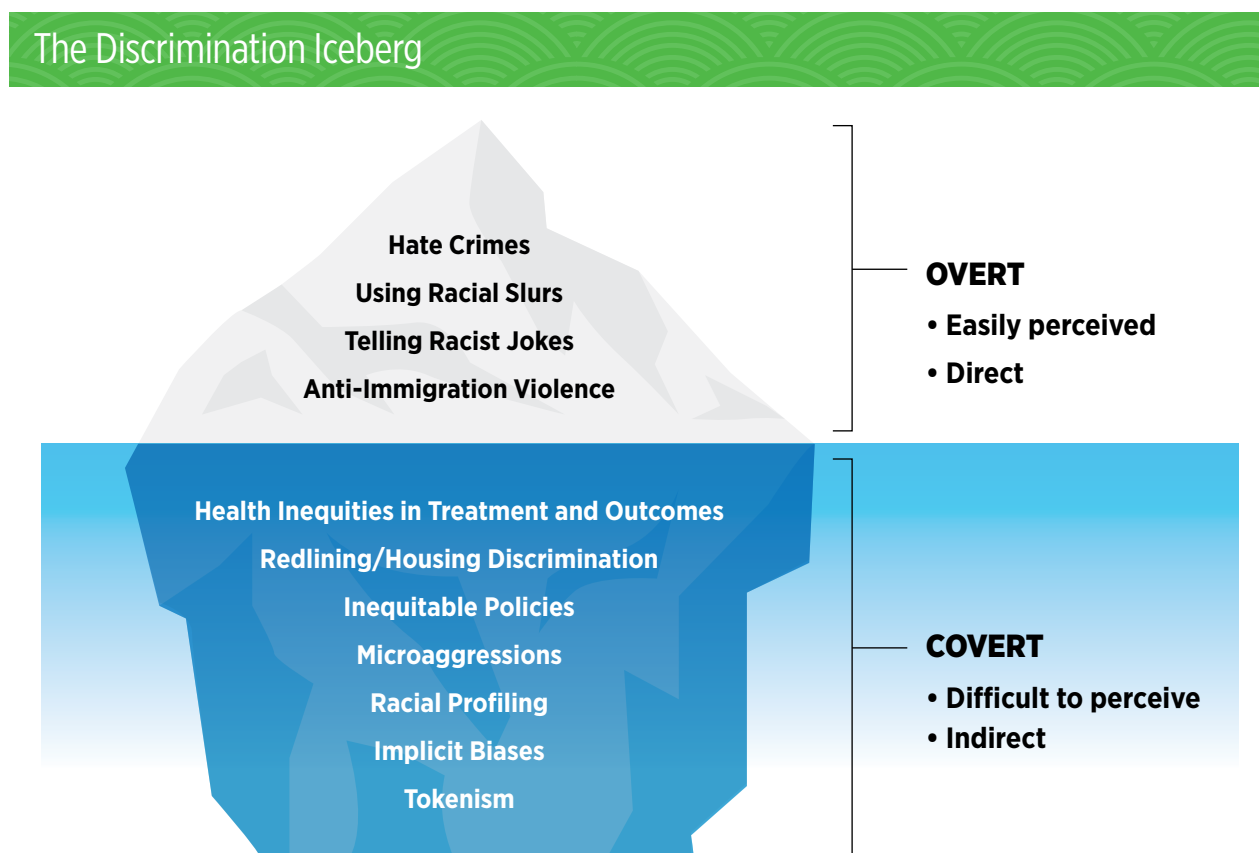 The Discrimination Iceberg
Hate Crimes
Using Racial Slurs
Telling Racist Jokes
Anti-Immigration Violence
OVERT
• Easily perceived
• Direct
Health Inequities in Treatment and Outcomes
Redlining/Housing Discrimination
Inequitable Policies
Microaggressions
Racial Profiling
Implicit Biases
Tokenism
COVERT
• Difficult to perceive
• Indirect